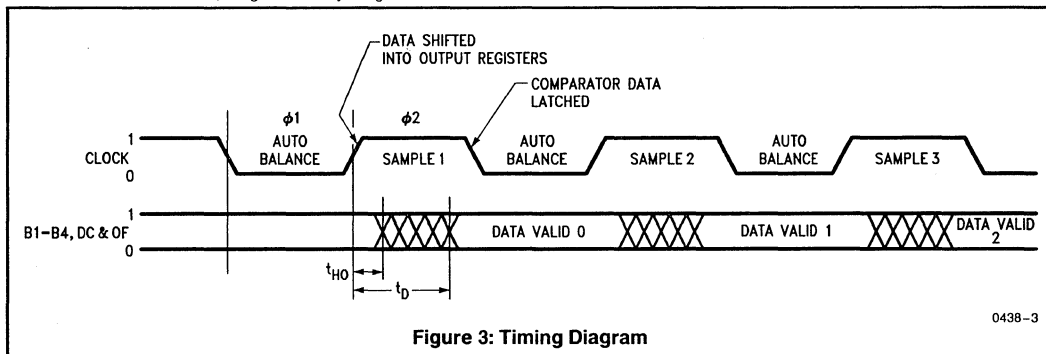 DATA SHIFTED
INTO OUTPUT REGISTERS
COMPARATOR DATA
LATCHED
ϕ1
ϕ2
1
CLOCK
0
AUTO
BALANCE
SAMPLE 1
AUTO
BALANCE
SAMPLE 2
AUTO
BALANCE
SAMPLE 3
1
B1–B4, DC & OF
0
DATA VALID 0
DATA VALID 1
DATA VALID
2
tHO
tD
0438–3
Figure 3: Timing Diagram